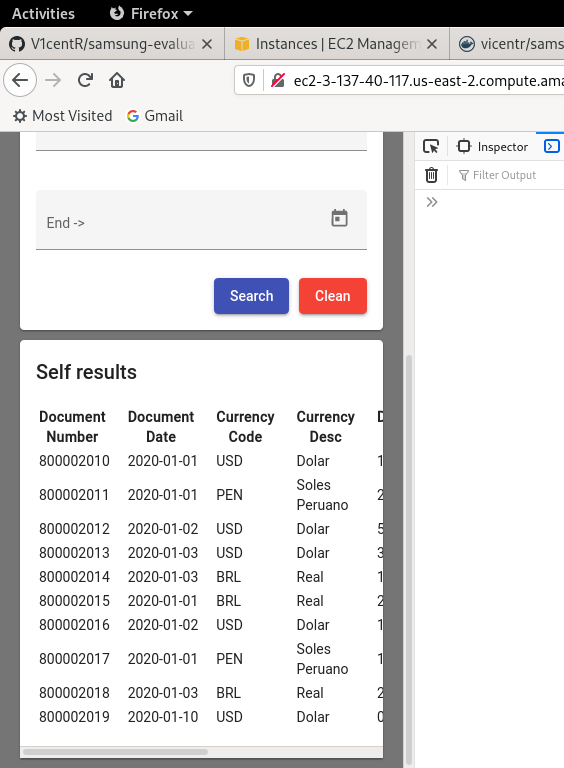 Activities Firefox
V1centR/samsung-evalua Instances | EC2 Managem vicentr/sams
ec2-3-137-40-117.us-east-2.compute.ama
Most Visited Gmail
Inspector
Filter Output
End ->
Search Clean
Self results
Document Number Document Date Currency Code Currency Desc D
800002010 2020-01-01 USD Dolar 1
800002011 2020-01-01 PEN Soles Peruano 2
800002012 2020-01-02 USD Dolar 5
800002013 2020-01-03 USD Dolar 3
800002014 2020-01-03 BRL Real 1
800002015 2020-01-01 BRL Real 2
800002016 2020-01-02 USD Dolar 1
800002017 2020-01-01 PEN Soles Peruano 1
800002018 2020-01-03 BRL Real 2
800002019 2020-01-10 USD Dolar 0